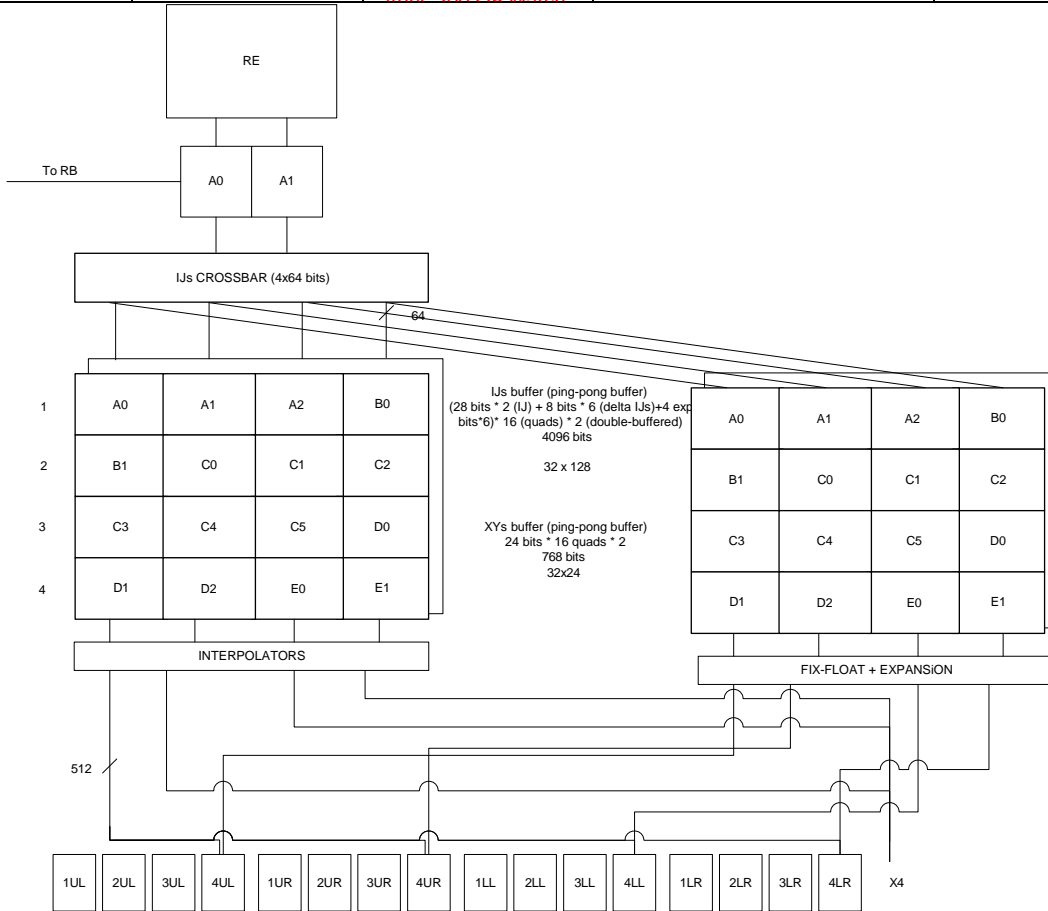 RE
To RB
A0 A1
IJs CROSSBAR (4x64 bits)
64
1 A0 A1 A2 B0
2 B1 C0 C1 C2
3 C3 C4 C5 D0
4 D1 D2 E0 E1
IJs buffer (ping-pong buffer)
(28 bits * 2 (IJ) + 8 bits * 6 (delta IJs)+4 exp
bits*6)* 16 (quads) * 2 (double-buffered)
4096 bits
32 x 128
XYs buffer (ping-pong buffer)
24 bits * 16 quads * 2
768 bits
32x24
A0 A1 A2 B0
B1 C0 C1 C2
C3 C4 C5 D0
D1 D2 E0 E1
INTERPOLATORS
FIX-FLOAT + EXPANSiON
512
1UL 2UL 3UL 4UL 1UR 2UR 3UR 4UR 1LL 2LL 3LL 4LL 1LR 2LR 3LR 4LR X4